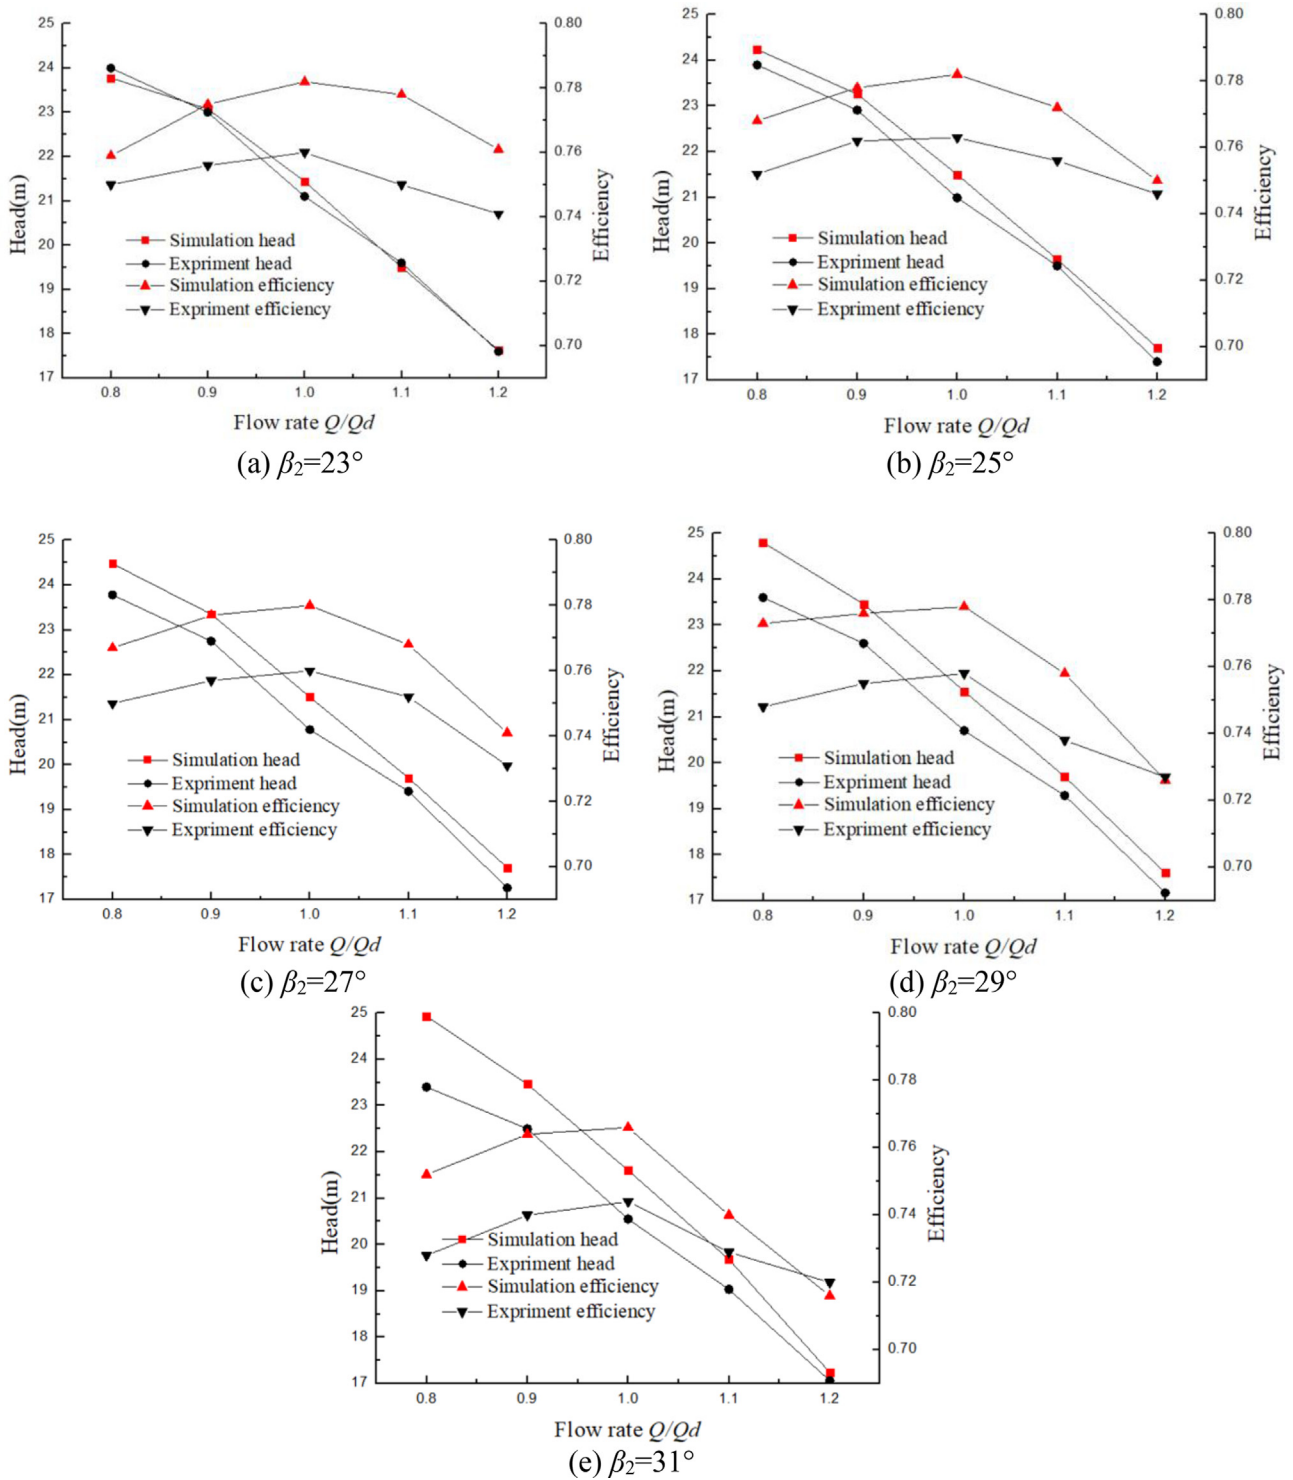 25
24
23
22
21
20
19
18
17
Head(m)
0.80
0.78
0.76
0.74
0.72
0.70
Efficiency
Simulation head
Expriment head
Simulation efficiency
Expriment efficiency
0.8 0.9 1.0 1.1 1.2
Flow rate Q/Qd
(a) β2=23°
25
24
23
22
21
20
19
18
17
Head(m)
0.80
0.78
0.76
0.74
0.72
0.70
Efficiency
Simulation head
Expriment head
Simulation efficiency
Expriment efficiency
0.8 0.9 1.0 1.1 1.2
Flow rate Q/Qd
(b) β2=25°
25
24
23
22
21
20
19
18
17
Head(m)
0.80
0.78
0.76
0.74
0.72
0.70
Efficiency
Simulation head
Expriment head
Simulation efficiency
Expriment efficiency
0.8 0.9 1.0 1.1 1.2
Flow rate Q/Qd
(c) β2=27°
25
24
23
22
21
20
19
18
17
Head(m)
0.80
0.78
0.76
0.74
0.72
0.70
Efficiency
Simulation head
Expriment head
Simulation efficiency
Expriment efficiency
0.8 0.9 1.0 1.1 1.2
Flow rate Q/Qd
(d) β2=29°
25
24
23
22
21
20
19
18
17
Head(m)
0.80
0.78
0.76
0.74
0.72
0.70
Efficiency
Simulation head
Expriment head
Simulation efficiency
Expriment efficiency
0.8 0.9 1.0 1.1 1.2
Flow rate Q/Qd
(e) β2=31°